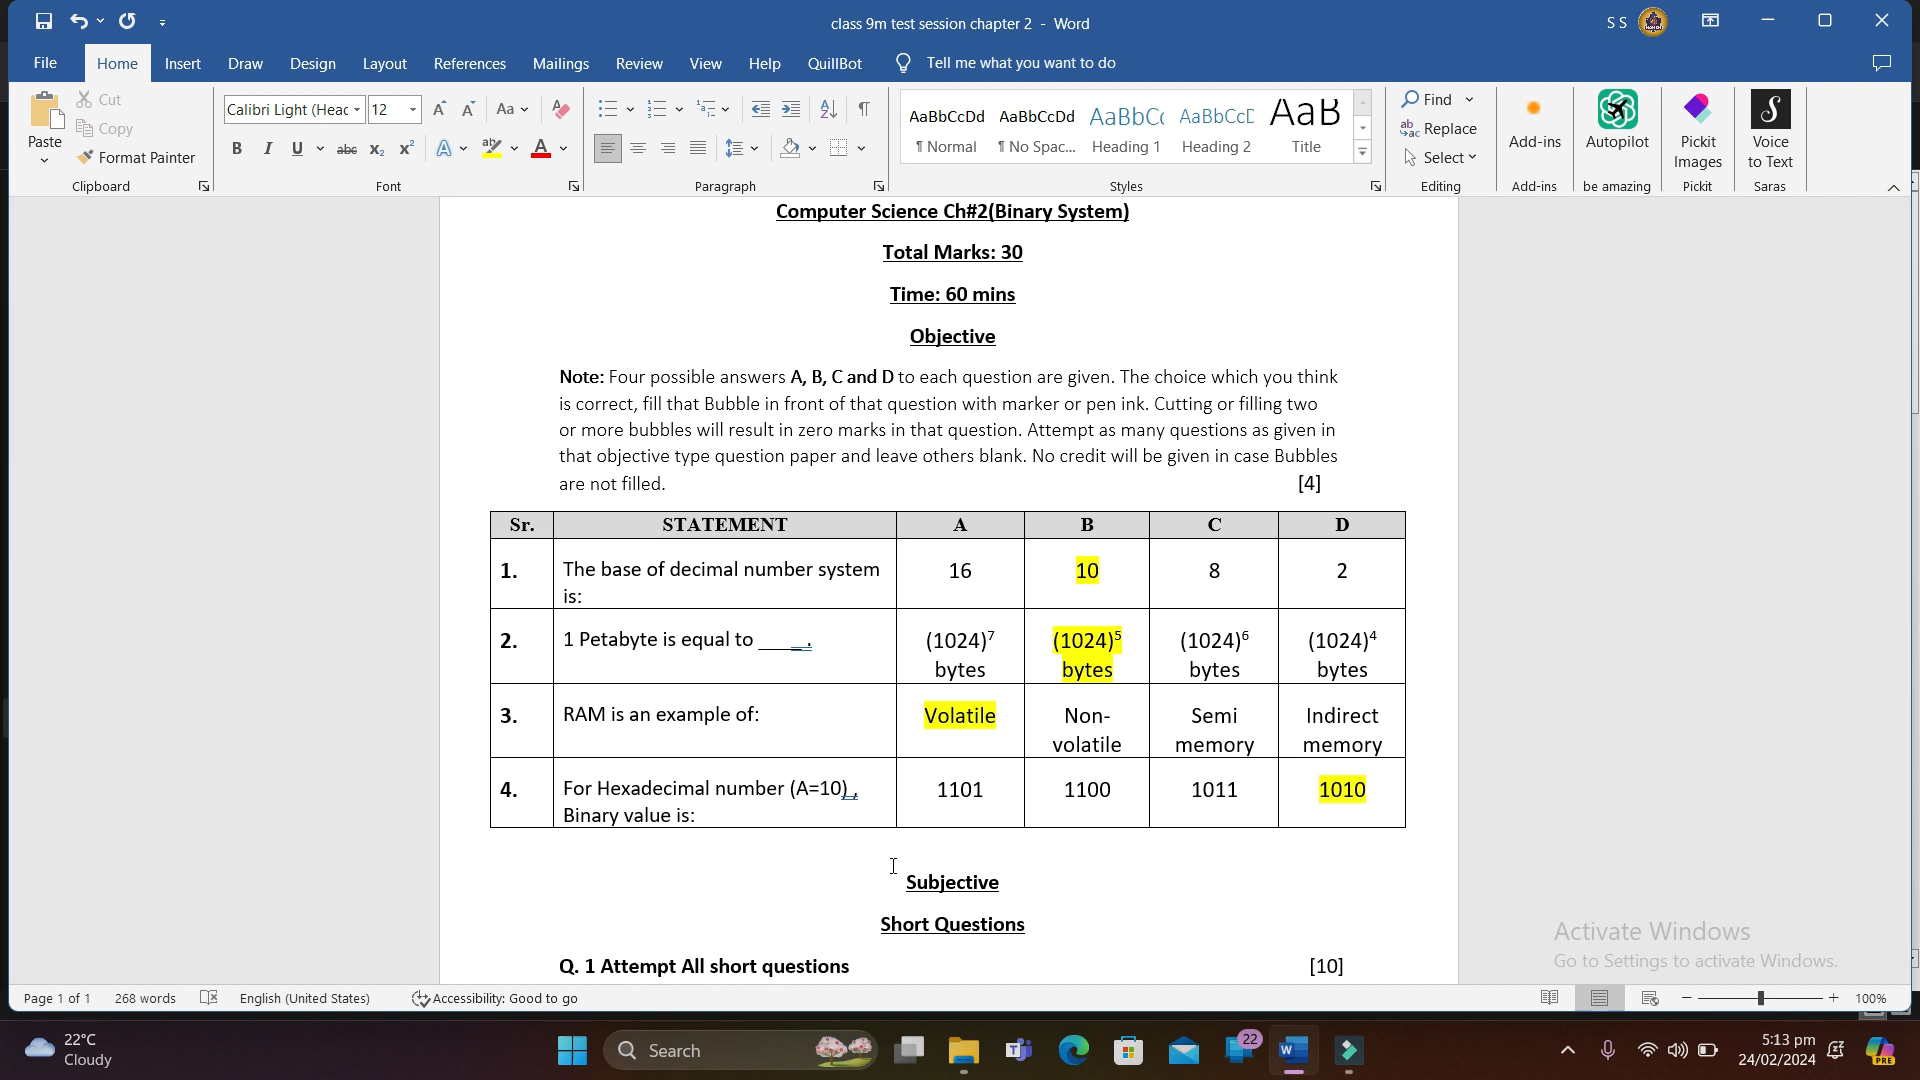 class 9m test session chapter 2 - Word
S S
File Home Insert Draw Design Layout References Mailings Review View Help QuillBot Tell me what you want to do
Paste
Cut
Copy
Format Painter
Clipboard
Calibri Light (Head 12
Font
Paragraph
AaBbCcDd AaBbCcDd AaBbCc AaBbCcD AaB
¶ Normal ¶ No Spac... Heading 1 Heading 2 Title
Styles
Find
Replace
Select
Editing
Add-ins
Add-ins
Autopilot
be amazing
Pickit
Images
Pickit
Voice
to Text
Saras
Computer Science Ch#2(Binary System)
Total Marks: 30
Time: 60 mins
Objective
Note: Four possible answers A, B, C and D to each question are given. The choice which you think
is correct, fill that Bubble in front of that question with marker or pen ink. Cutting or filling two
or more bubbles will result in zero marks in that question. Attempt as many questions as given in
that objective type question paper and leave others blank. No credit will be given in case Bubbles
are not filled. [4]
Sr. STATEMENT A B C D
1. The base of decimal number system is: 16 10 8 2
2. 1 Petabyte is equal to _____. (1024)⁷ bytes (1024)⁵ bytes (1024)⁶ bytes (1024)⁴ bytes
3. RAM is an example of: Volatile Non-volatile Semi memory Indirect memory
4. For Hexadecimal number (A=10) , Binary value is: 1101 1100 1011 1010
Subjective
Short Questions
Q. 1 Attempt All short questions [10]
Activate Windows
Go to Settings to activate Windows.
Page 1 of 1 268 words English (United States) Accessibility: Good to go 100%
22°C
Cloudy
Search
22
5:13 pm
24/02/2024
PRE